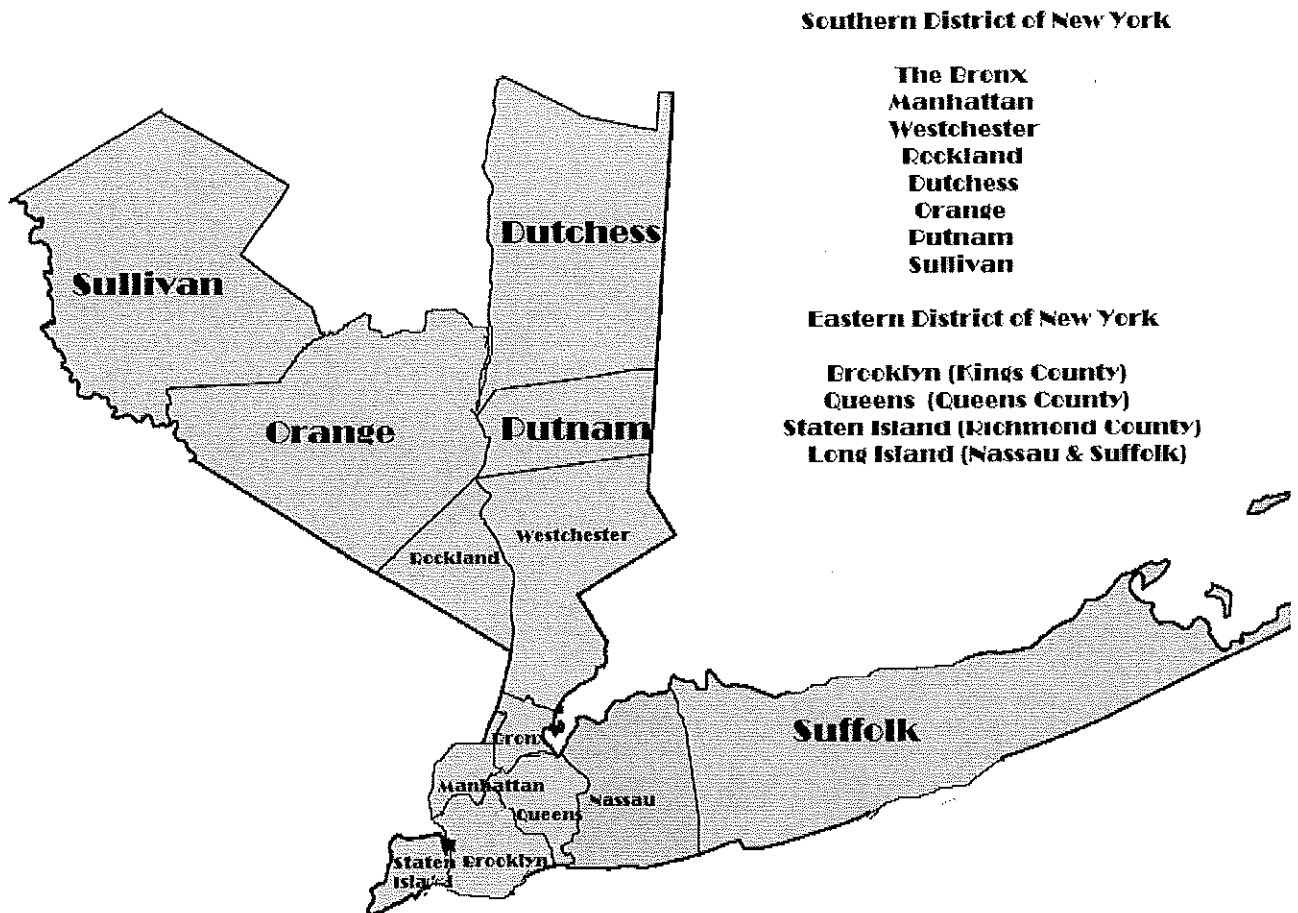 Southern District of New York
The Bronx
Manhattan
Westchester
Rockland
Dutchess
Orange
Putnam
Sullivan
Eastern District of New York
Brooklyn (Kings County)
Queens (Queens County)
Staten Island (Richmond County)
Long Island (Nassau & Suffolk)
Dutchess
Sullivan
Orange
Putnam
Westchester
Rockland
Suffolk
Bronx
Manhattan
Nassau
Queens
Staten
Island
Brooklyn